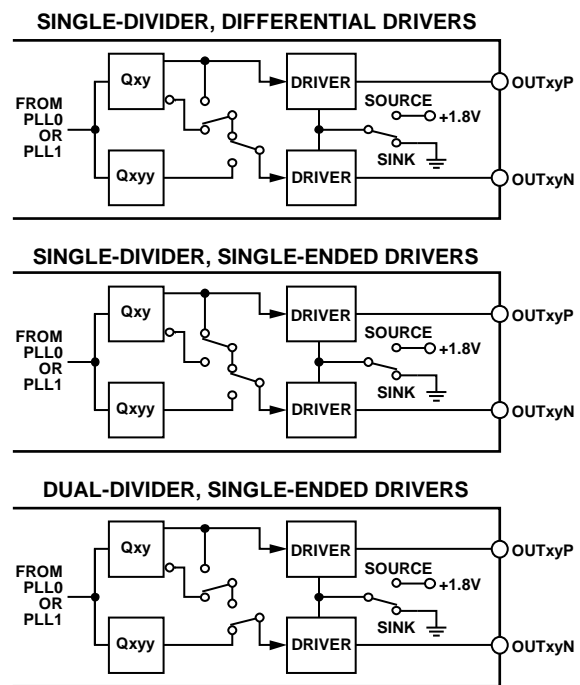 SINGLE-DIVIDER, DIFFERENTIAL DRIVERS
Qxy
DRIVER
OUTxyP
FROM
PLL0
OR
PLL1
SOURCE
+1.8V
SINK
Qxyy
DRIVER
OUTxyN
SINGLE-DIVIDER, SINGLE-ENDED DRIVERS
Qxy
DRIVER
OUTxyP
FROM
PLL0
OR
PLL1
SOURCE
+1.8V
SINK
Qxyy
DRIVER
OUTxyN
DUAL-DIVIDER, SINGLE-ENDED DRIVERS
Qxy
DRIVER
OUTxyP
FROM
PLL0
OR
PLL1
SOURCE
+1.8V
SINK
Qxyy
DRIVER
OUTxyN